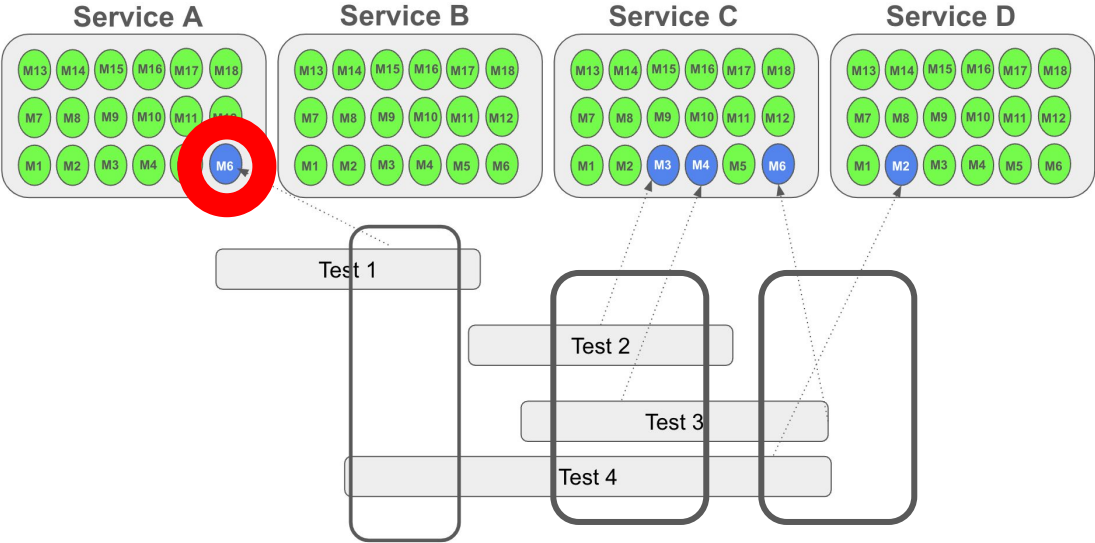 Service A Service B Service C Service D
M13 M14 M15 M16 M17 M18 M13 M14 M15 M16 M17 M18 M13 M14 M15 M16 M17 M18 M13 M14 M15 M16 M17 M18
M7 M8 M9 M10 M11 M7 M8 M9 M10 M11 M12 M7 M8 M9 M10 M11 M12 M7 M8 M9 M10 M11 M12
M1 M2 M3 M4 M6 M1 M2 M3 M4 M5 M6 M1 M2 M3 M4 M5 M6 M1 M2 M3 M4 M5 M6
Test 1
Test 2
Test 3
Test 4